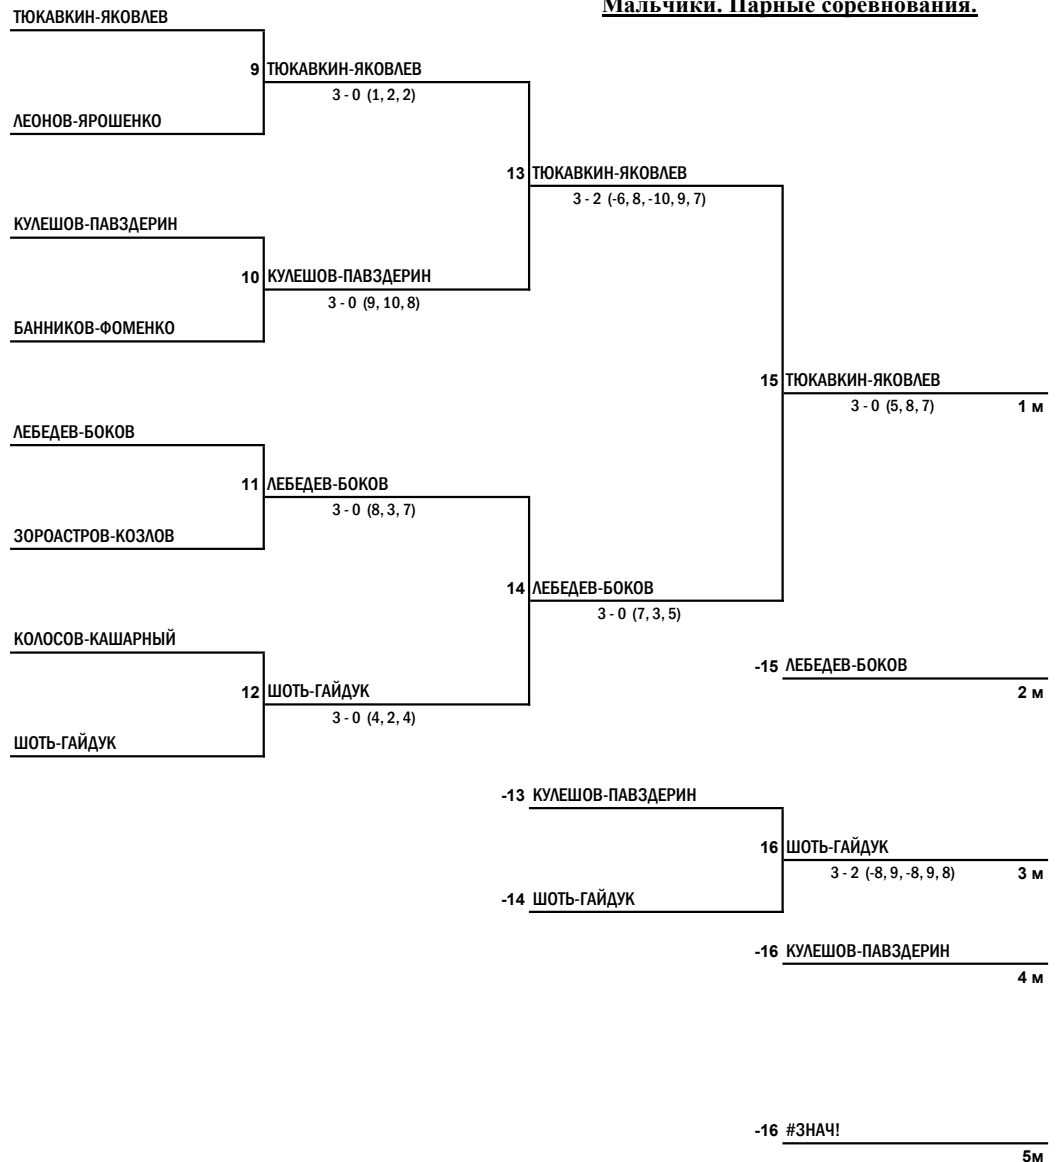 Мальчики. Парные соревнования.
ТЮКАВКИН-ЯКОВЛЕВ
9 ТЮКАВКИН-ЯКОВЛЕВ
3 - 0 (1, 2, 2)
ЛЕОНОВ-ЯРОШЕНКО
13 ТЮКАВКИН-ЯКОВЛЕВ
3 - 2 (-6, 8, -10, 9, 7)
КУЛЕШОВ-ПАВЗДЕРИН
10 КУЛЕШОВ-ПАВЗДЕРИН
3 - 0 (9, 10, 8)
БАННИКОВ-ФОМЕНКО
15 ТЮКАВКИН-ЯКОВЛЕВ
3 - 0 (5, 8, 7) 1 м
ЛЕБЕДЕВ-БОКОВ
11 ЛЕБЕДЕВ-БОКОВ
3 - 0 (8, 3, 7)
ЗОРОАСТРОВ-КОЗЛОВ
14 ЛЕБЕДЕВ-БОКОВ
3 - 0 (7, 3, 5)
КОЛОСОВ-КАШАРНЫЙ
-15 ЛЕБЕДЕВ-БОКОВ
2 м
12 ШОТЬ-ГАЙДУК
3 - 0 (4, 2, 4)
ШОТЬ-ГАЙДУК
-13 КУЛЕШОВ-ПАВЗДЕРИН
16 ШОТЬ-ГАЙДУК
3 - 2 (-8, 9, -8, 9, 8) 3 м
-14 ШОТЬ-ГАЙДУК
-16 КУЛЕШОВ-ПАВЗДЕРИН
4 м
-16 #ЗНАЧ!
5м